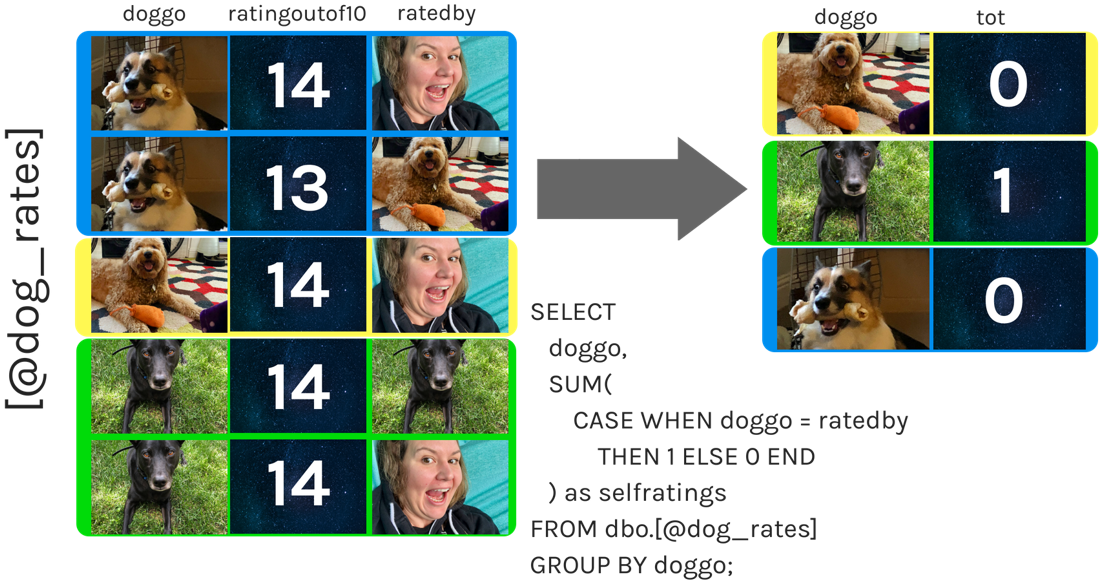 doggo ratingoutof10 ratedby
[@dog_rates]
14
13
14
14
14
doggo tot
0
1
0
SELECT
doggo,
SUM(
CASE WHEN doggo = ratedby
THEN 1 ELSE 0 END
) as selfratings
FROM dbo.[@dog_rates]
GROUP BY doggo;